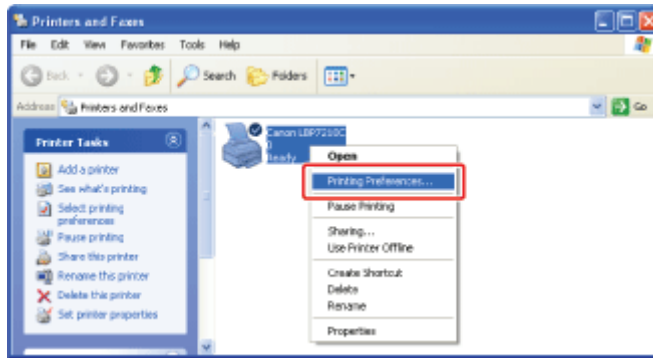 Printers and Faxes
File Edit View Favorites Tools Help
Back Search Folders
Address Printers and Faxes Go
Printer Tasks
Add a printer
See what's printing
Select printing
preferences
Pause printing
Share this printer
Rename this printer
Delete this printer
Set printer properties
Canon LBP7210C
0
Ready
Open
Printing Preferences...
Pause Printing
Sharing...
Use Printer Offline
Create Shortcut
Delete
Rename
Properties